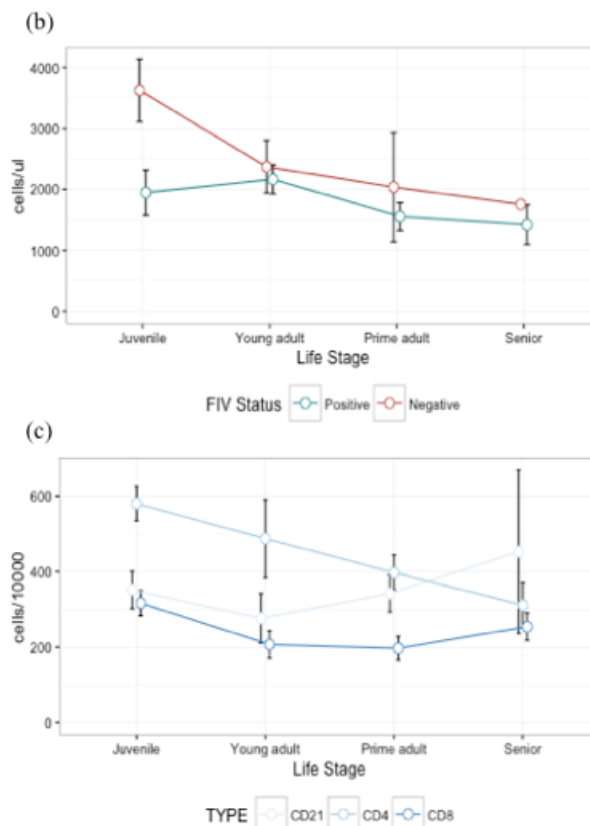 (b)
4000
3000
2000
1000
0
cells/ul
Juvenile Young adult Prime adult Senior
Life Stage
FIV Status Positive Negative
(c)
600
400
200
0
cells/10000
Juvenile Young adult Prime adult Senior
Life Stage
TYPE CD21 CD4 CD8